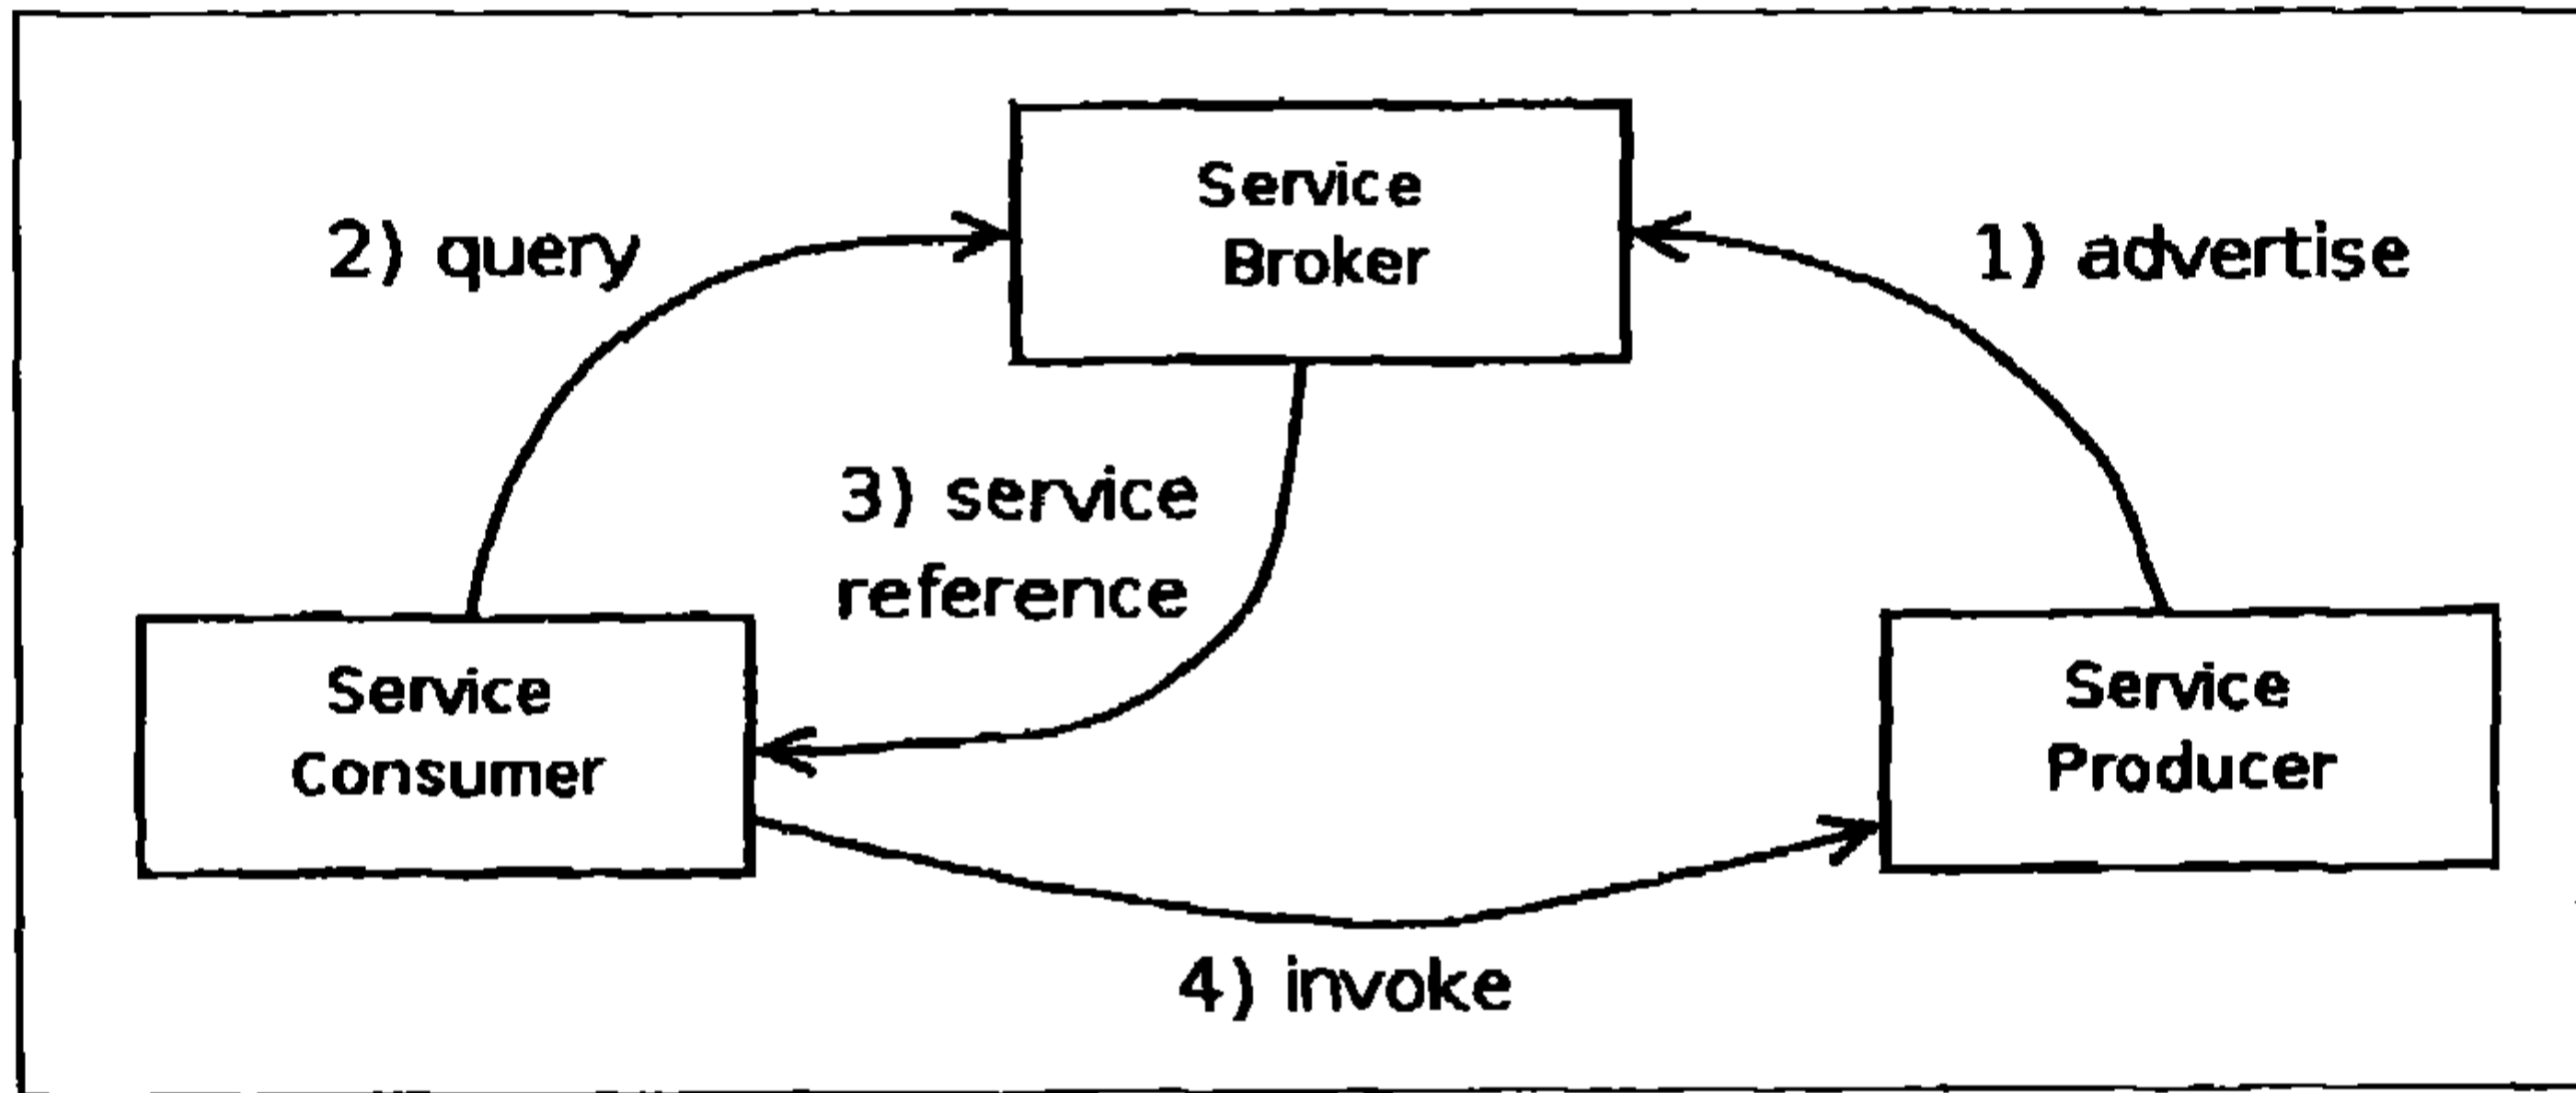 Service
Broker
2) query
1) advertise
3) service
reference
Service
Consumer
Service
Producer
4) invoke